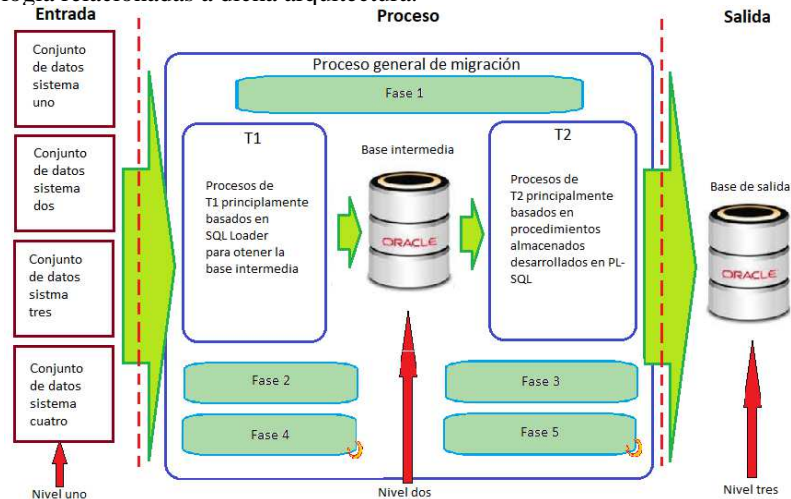 logía relacionadas a dicha arquitectura.
Entrada
Proceso
Salida
Conjunto
de datos
sistema
uno
Conjunto
de datos
sistema
dos
Conjunto
de datos
sistma
tres
Conjunto
de datos
sistema
cuatro
Nivel uno
Proceso general de migración
Fase 1
T1
Procesos de
T1 principlamente
basados en
SQL Loader
para otener la
base intermedia
Base intermedia
ORACLE
T2
Procesos de
T2 principalmente
basados en
procedimientos
almacenados
desarrollados en PL-
SQL
Fase 2
Fase 3
Fase 4
Fase 5
Nivel dos
Base de salida
ORACLE
Nivel tres